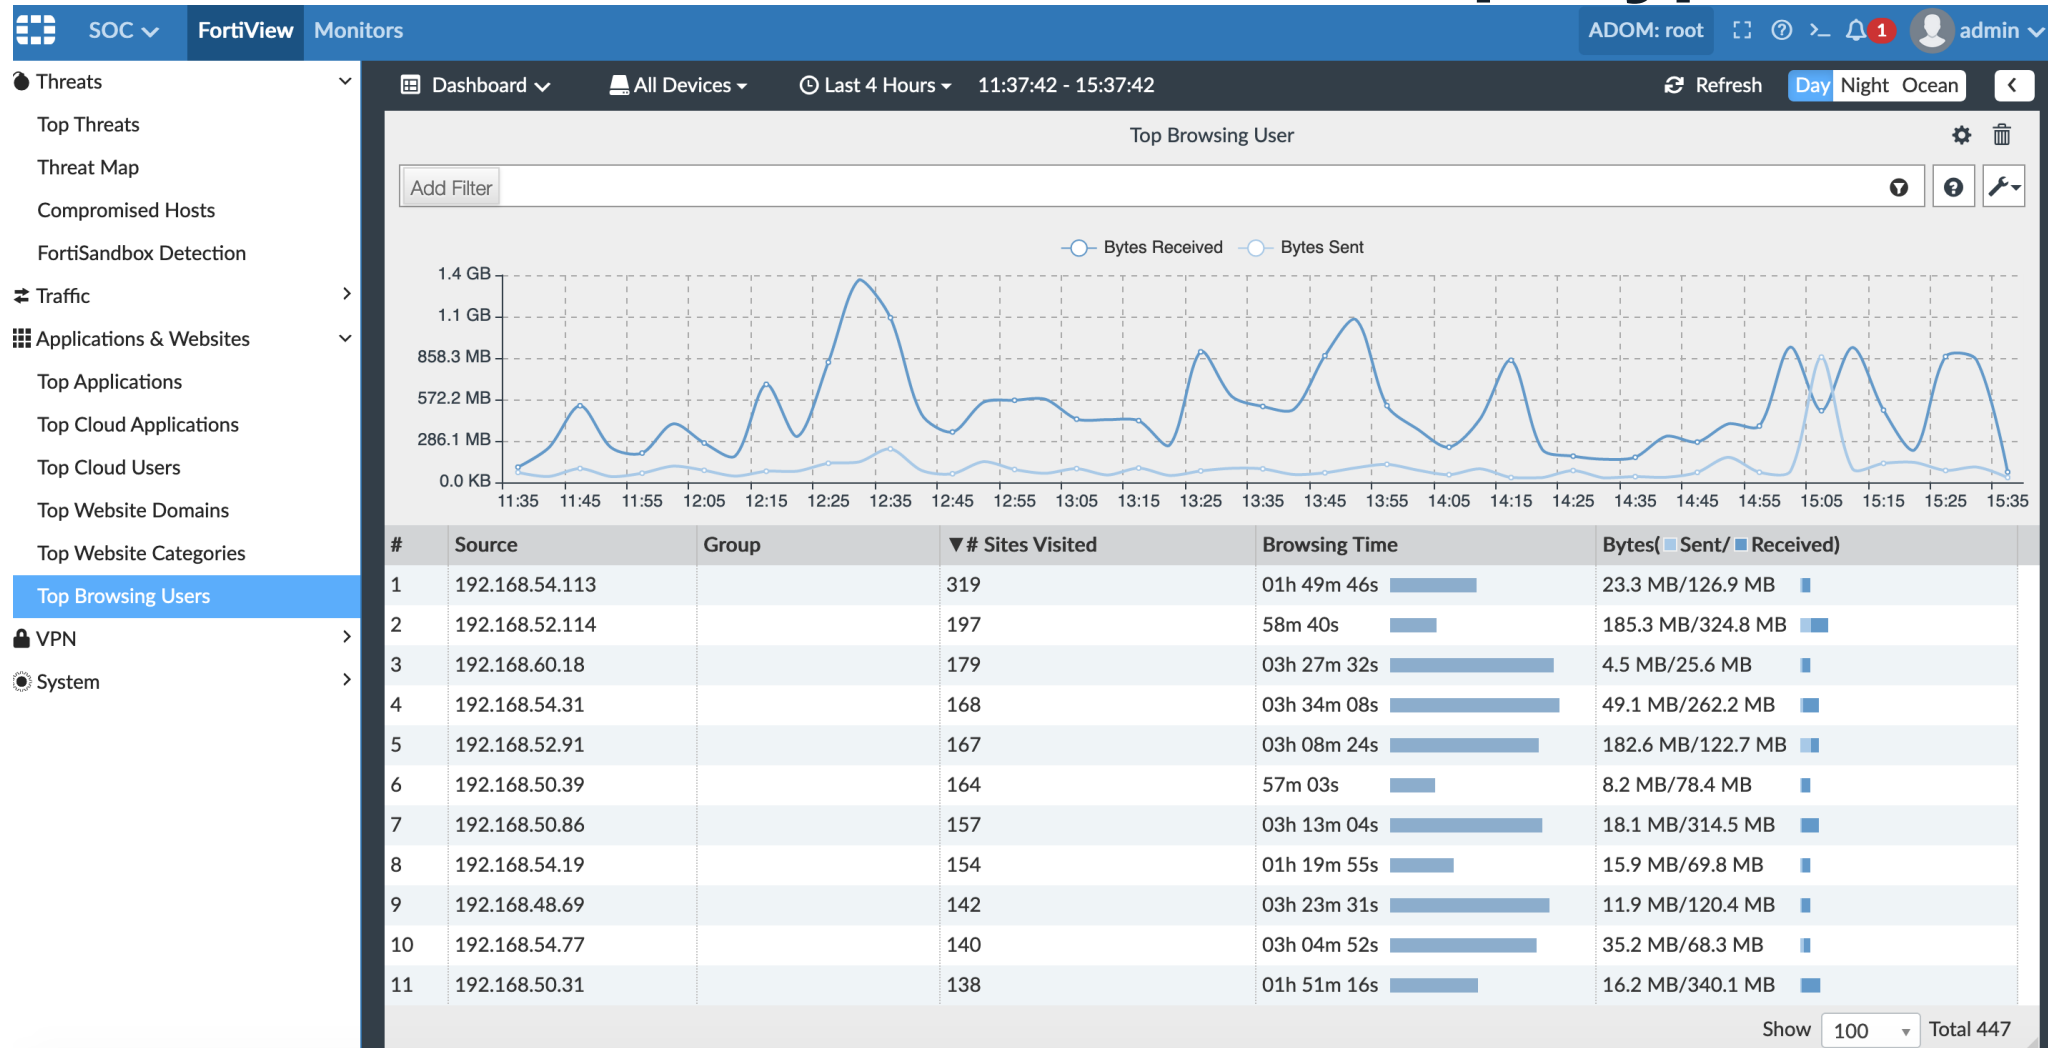 SOC FortiView Monitors ADOM: root >_ 1 admin
Threats
Top Threats
Threat Map
Compromised Hosts
FortiSandbox Detection
Traffic
Applications & Websites
Top Applications
Top Cloud Applications
Top Cloud Users
Top Website Domains
Top Website Categories
Top Browsing Users
VPN
System
Dashboard All Devices Last 4 Hours 11:37:42 - 15:37:42 Refresh Day Night Ocean
Top Browsing User
Add Filter
Bytes Received Bytes Sent
1.4 GB
1.1 GB
858.3 MB
572.2 MB
286.1 MB
0.0 KB
11:35 11:45 11:55 12:05 12:15 12:25 12:35 12:45 12:55 13:05 13:15 13:25 13:35 13:45 13:55 14:05 14:15 14:25 14:35 14:45 14:55 15:05 15:15 15:25 15:35
# Source Group ▼# Sites Visited Browsing Time Bytes( Sent/ Received)
1 192.168.54.113 319 01h 49m 46s 23.3 MB/126.9 MB
2 192.168.52.114 197 58m 40s 185.3 MB/324.8 MB
3 192.168.60.18 179 03h 27m 32s 4.5 MB/25.6 MB
4 192.168.54.31 168 03h 34m 08s 49.1 MB/262.2 MB
5 192.168.52.91 167 03h 08m 24s 182.6 MB/122.7 MB
6 192.168.50.39 164 57m 03s 8.2 MB/78.4 MB
7 192.168.50.86 157 03h 13m 04s 18.1 MB/314.5 MB
8 192.168.54.19 154 01h 19m 55s 15.9 MB/69.8 MB
9 192.168.48.69 142 03h 23m 31s 11.9 MB/120.4 MB
10 192.168.54.77 140 03h 04m 52s 35.2 MB/68.3 MB
11 192.168.50.31 138 01h 51m 16s 16.2 MB/340.1 MB
Show 100 Total 447